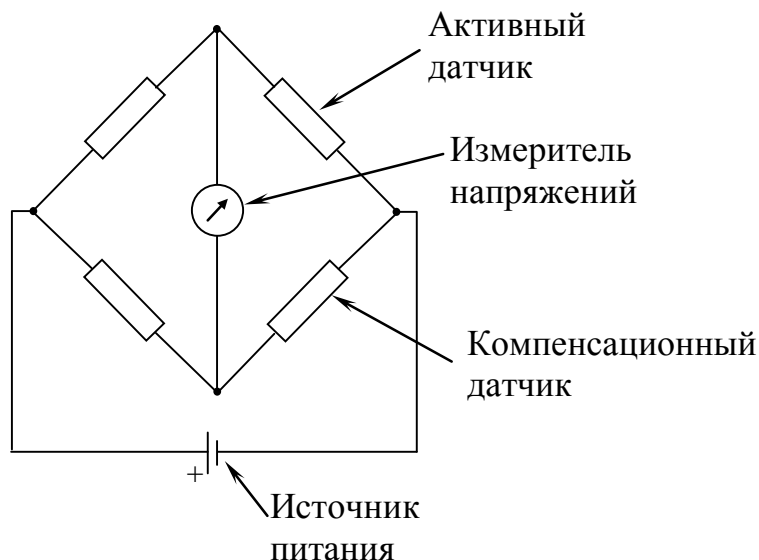 Активный
датчик
Измеритель
напряжений
Компенсационный
датчик
+
Источник
питания